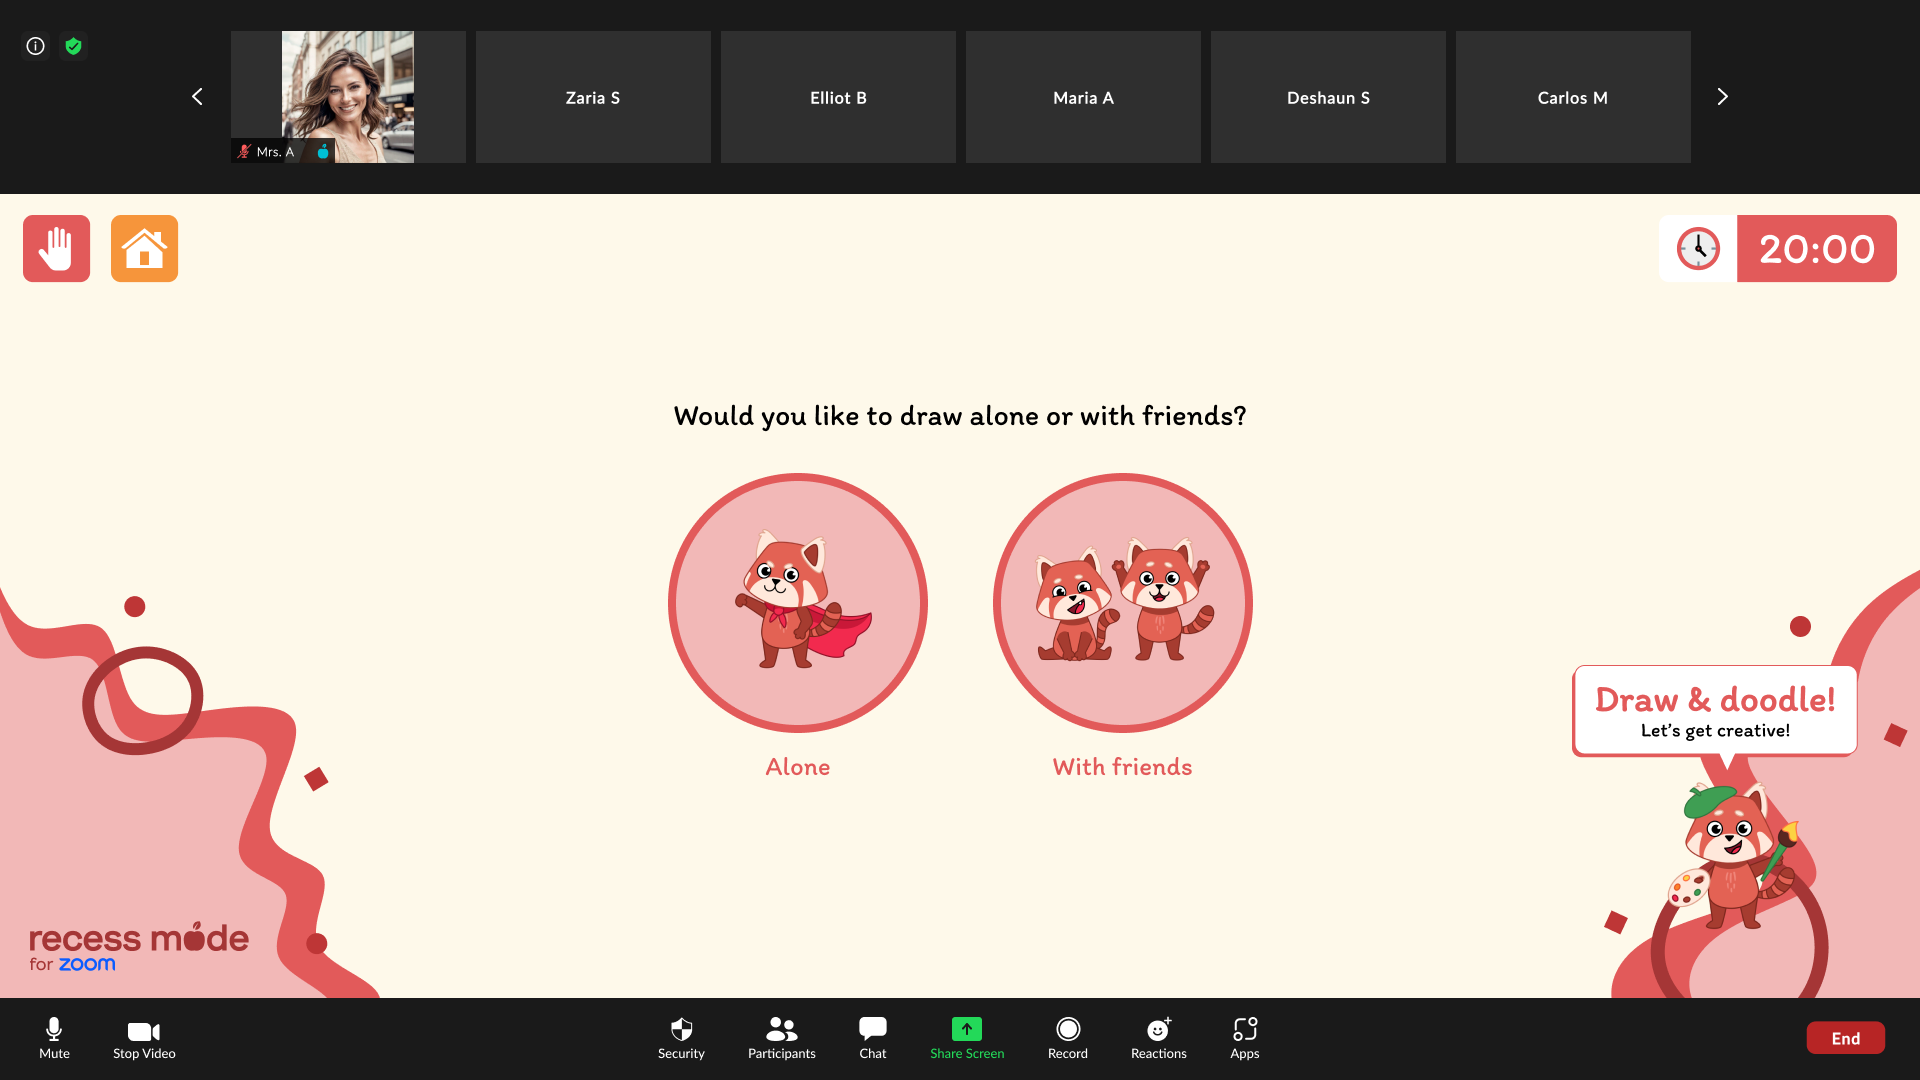 Mrs. A
Zaria S
Elliot B
Maria A
Deshaun S
Carlos M
20:00
Would you like to draw alone or with friends?
Alone
With friends
Draw & doodle!
Let's get creative!
recess mode
for zoom
Mute
Stop Video
Security
Participants
Chat
Share Screen
Record
Reactions
Apps
End